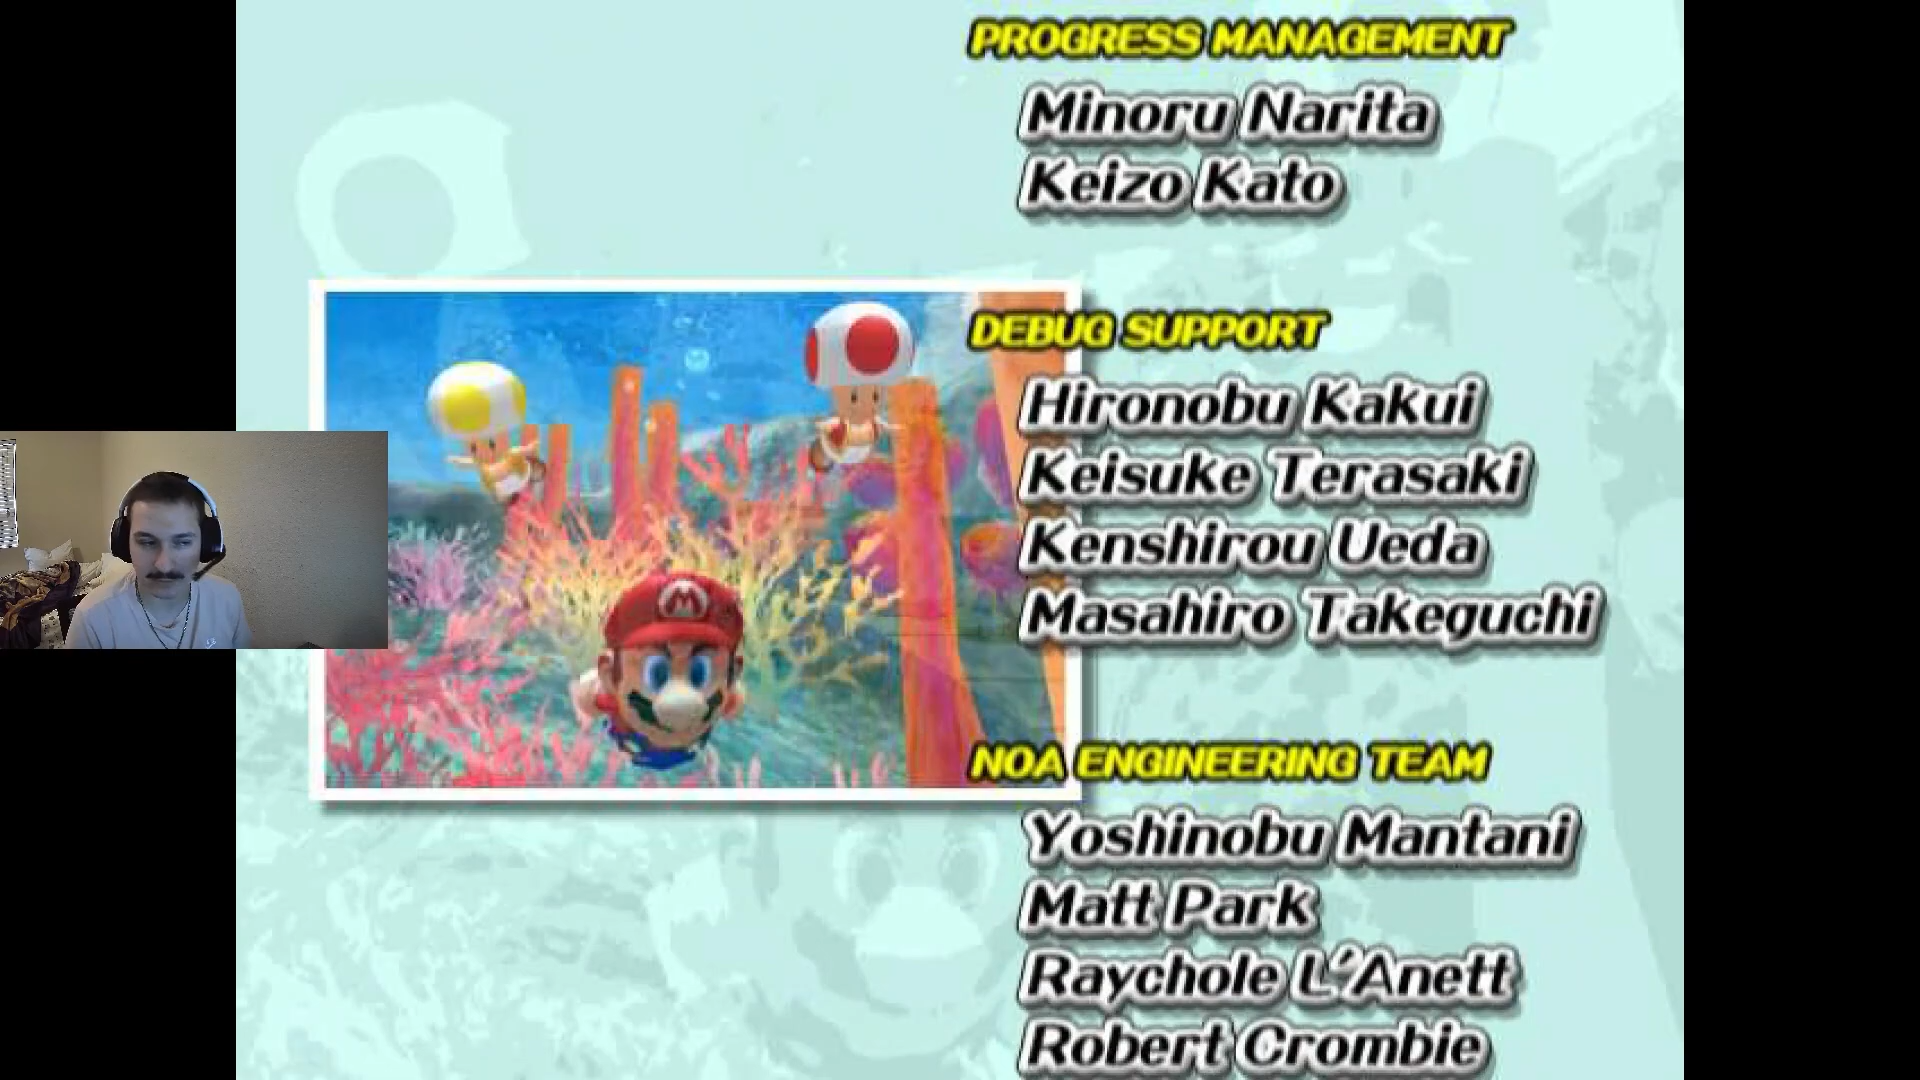 PROGRESS MANAGEMENT
Minoru Narita
Keizo Kato
DEBUG SUPPORT
Hironobu Kakui
Keisuke Terasaki
Kenshirou Ueda
Masahiro Takeguchi
NOA ENGINEERING TEAM
Yoshinobu Mantani
Matt Park
Raychole L'Anett
Robert Crombie
M